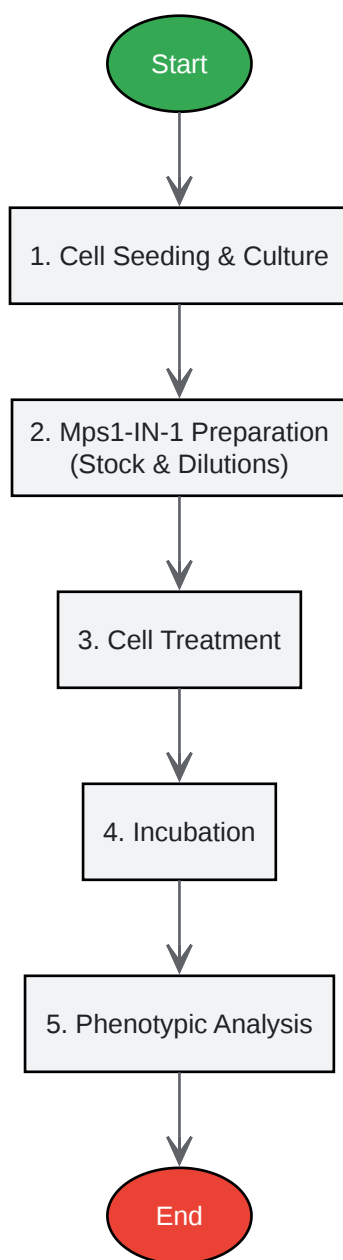 Start
1. Cell Seeding & Culture
2. Mps1-IN-1 Preparation
(Stock & Dilutions)
3. Cell Treatment
4. Incubation
5. Phenotypic Analysis
End